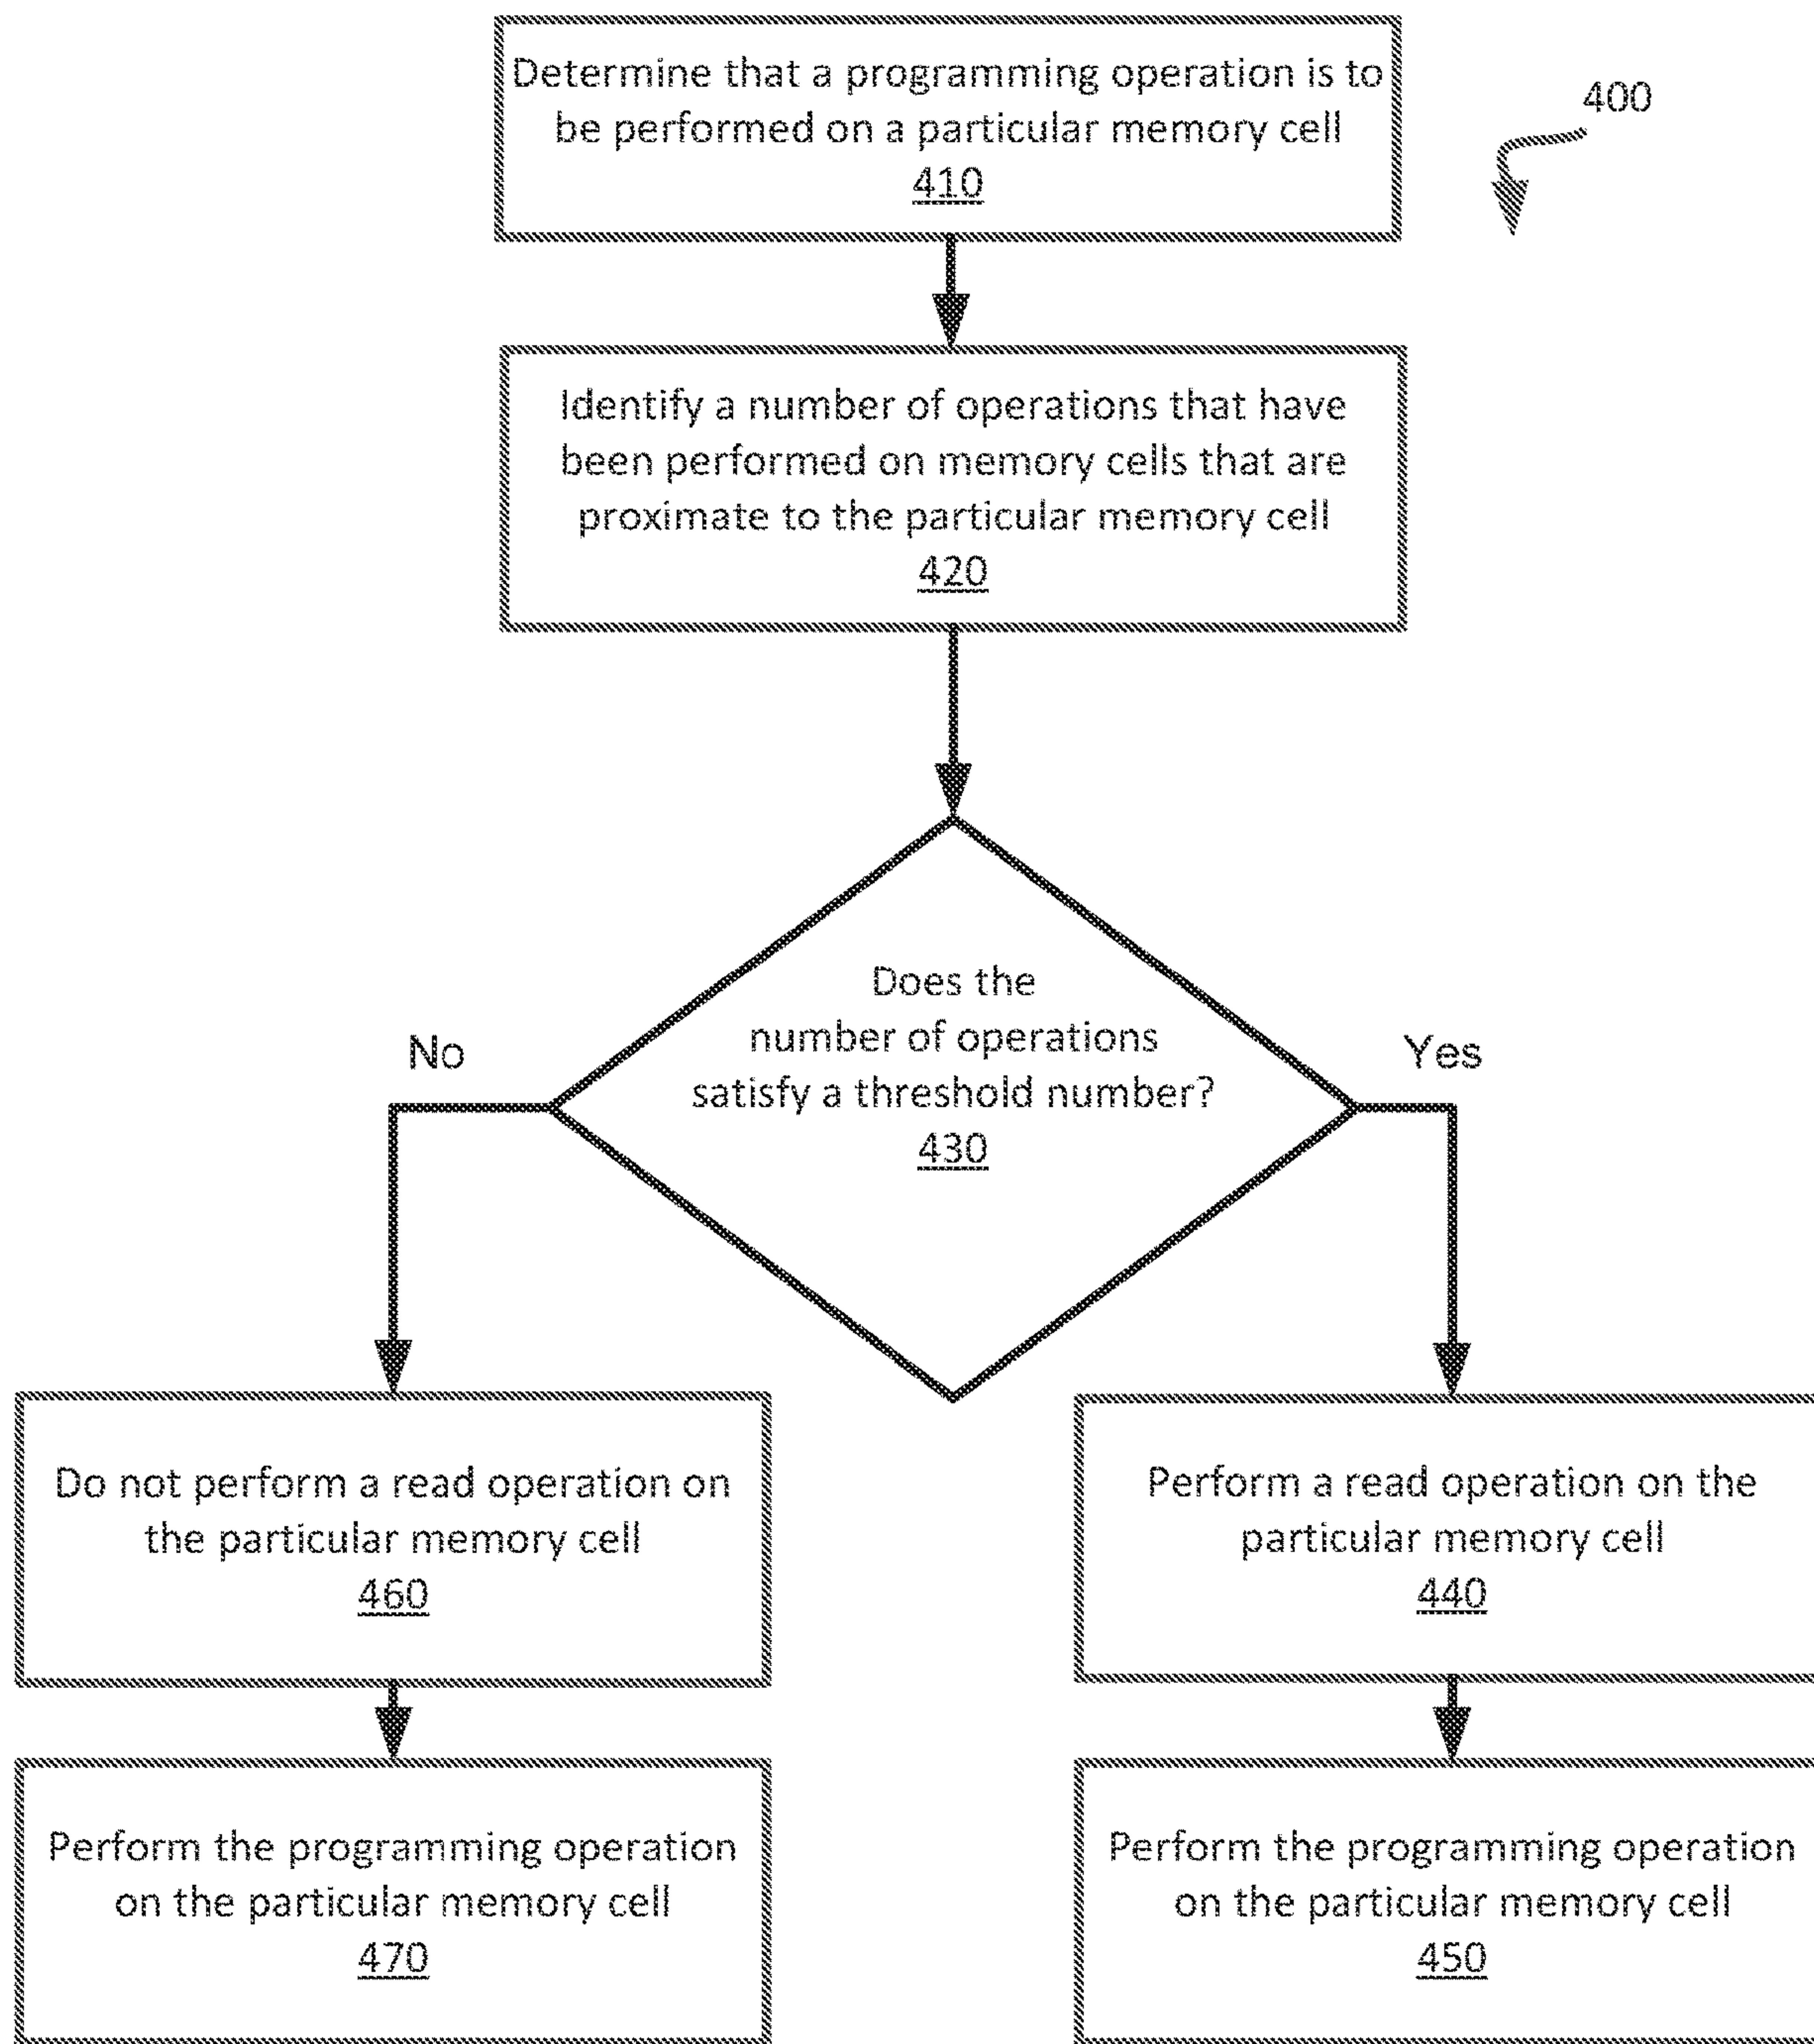 Determine that a programming operation is to
be performed on a particular memory cell
410
400
Identify a number of operations that have
been performed on memory cells that are
proximate to the particular memory cell
420
Does the
number of operations
satisfy a threshold number?
430
No
Yes
Do not perform a read operation on
the particular memory cell
460
Perform a read operation on the
particular memory cell
440
Perform the programming operation
on the particular memory cell
470
Perform the programming operation
on the particular memory cell
450